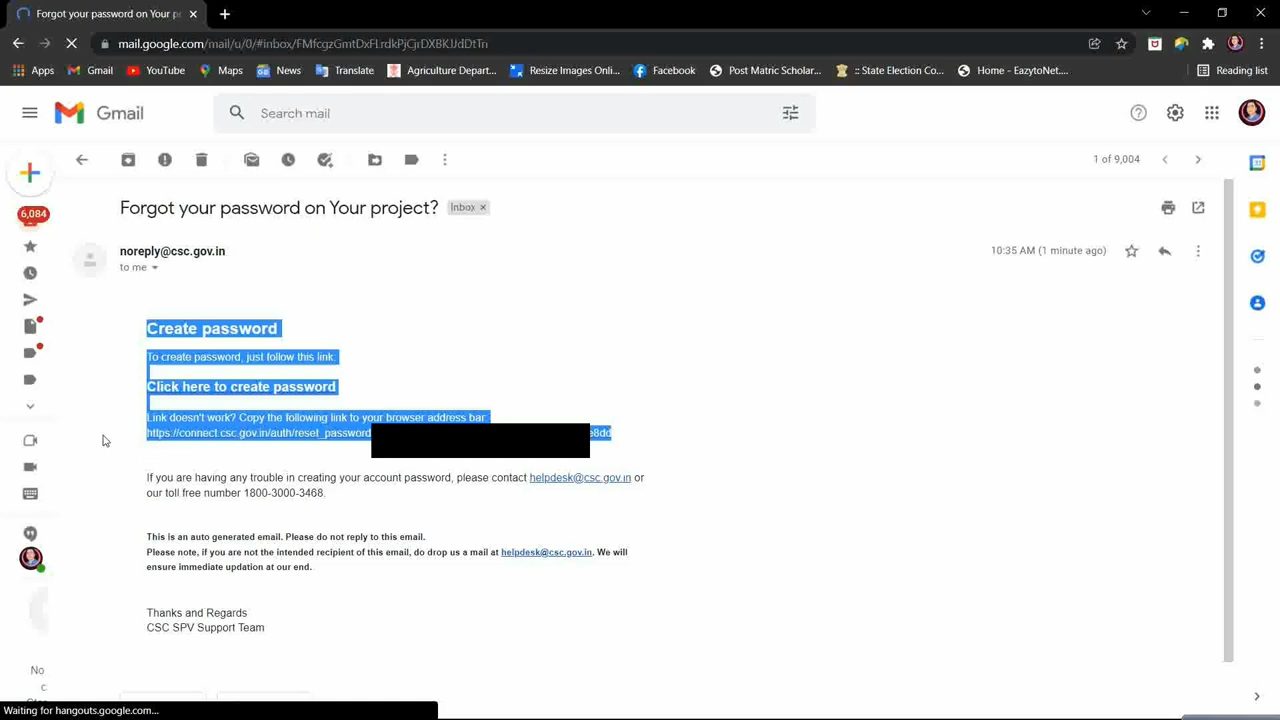 Forgot your password on Your p
mail.google.com/mail/u/0/#inbox/FMfcgzGmtDxFLrdkPjGrDXBKJJdDtTn
Apps Gmail YouTube Maps News Translate Agriculture Depart... Resize Images Onli... Facebook Post Matric Scholar... :: State Election Co... Home - EazytoNet.... Reading list
Gmail
Search mail
1 of 9,004
6,084
Forgot your password on Your project?
Inbox
noreply@csc.gov.in
10:35 AM (1 minute ago)
to me
Create password
To create password, just follow this link:
Click here to create password
Link doesn't work? Copy the following link to your browser address bar:
https://connect.csc.gov.in/auth/reset_password e8dd
If you are having any trouble in creating your account password, please contact helpdesk@csc.gov.in or
our toll free number 1800-3000-3468.
This is an auto generated email. Please do not reply to this email.
Please note, if you are not the intended recipient of this email, do drop us a mail at helpdesk@csc.gov.in. We will
ensure immediate updation at our end.
Thanks and Regards
CSC SPV Support Team
No
c
Waiting for hangouts.google.com...